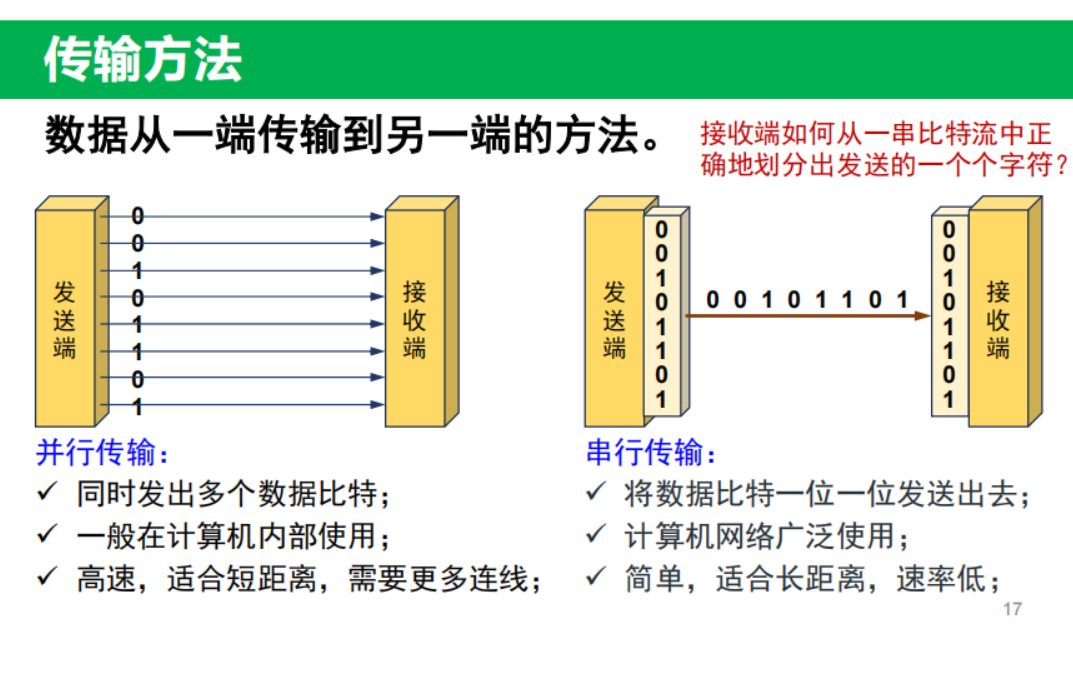 传输方法
数据从一端传输到另一端的方法。
接收端如何从一串比特流中正
确地划分出发送的一个个字符?
发送端
0
0
1
0
1
1
0
1
接收端
并行传输:
✓ 同时发出多个数据比特;
✓ 一般在计算机内部使用;
✓ 高速，适合短距离，需要更多连线;
发送端
0
0
1
0
1
1
0
1
0 0 1 0 1 1 0 1
0
0
1
0
1
1
0
1
接收端
串行传输:
✓ 将数据比特一位一位发送出去;
✓ 计算机网络广泛使用;
✓ 简单，适合长距离，速率低;
17